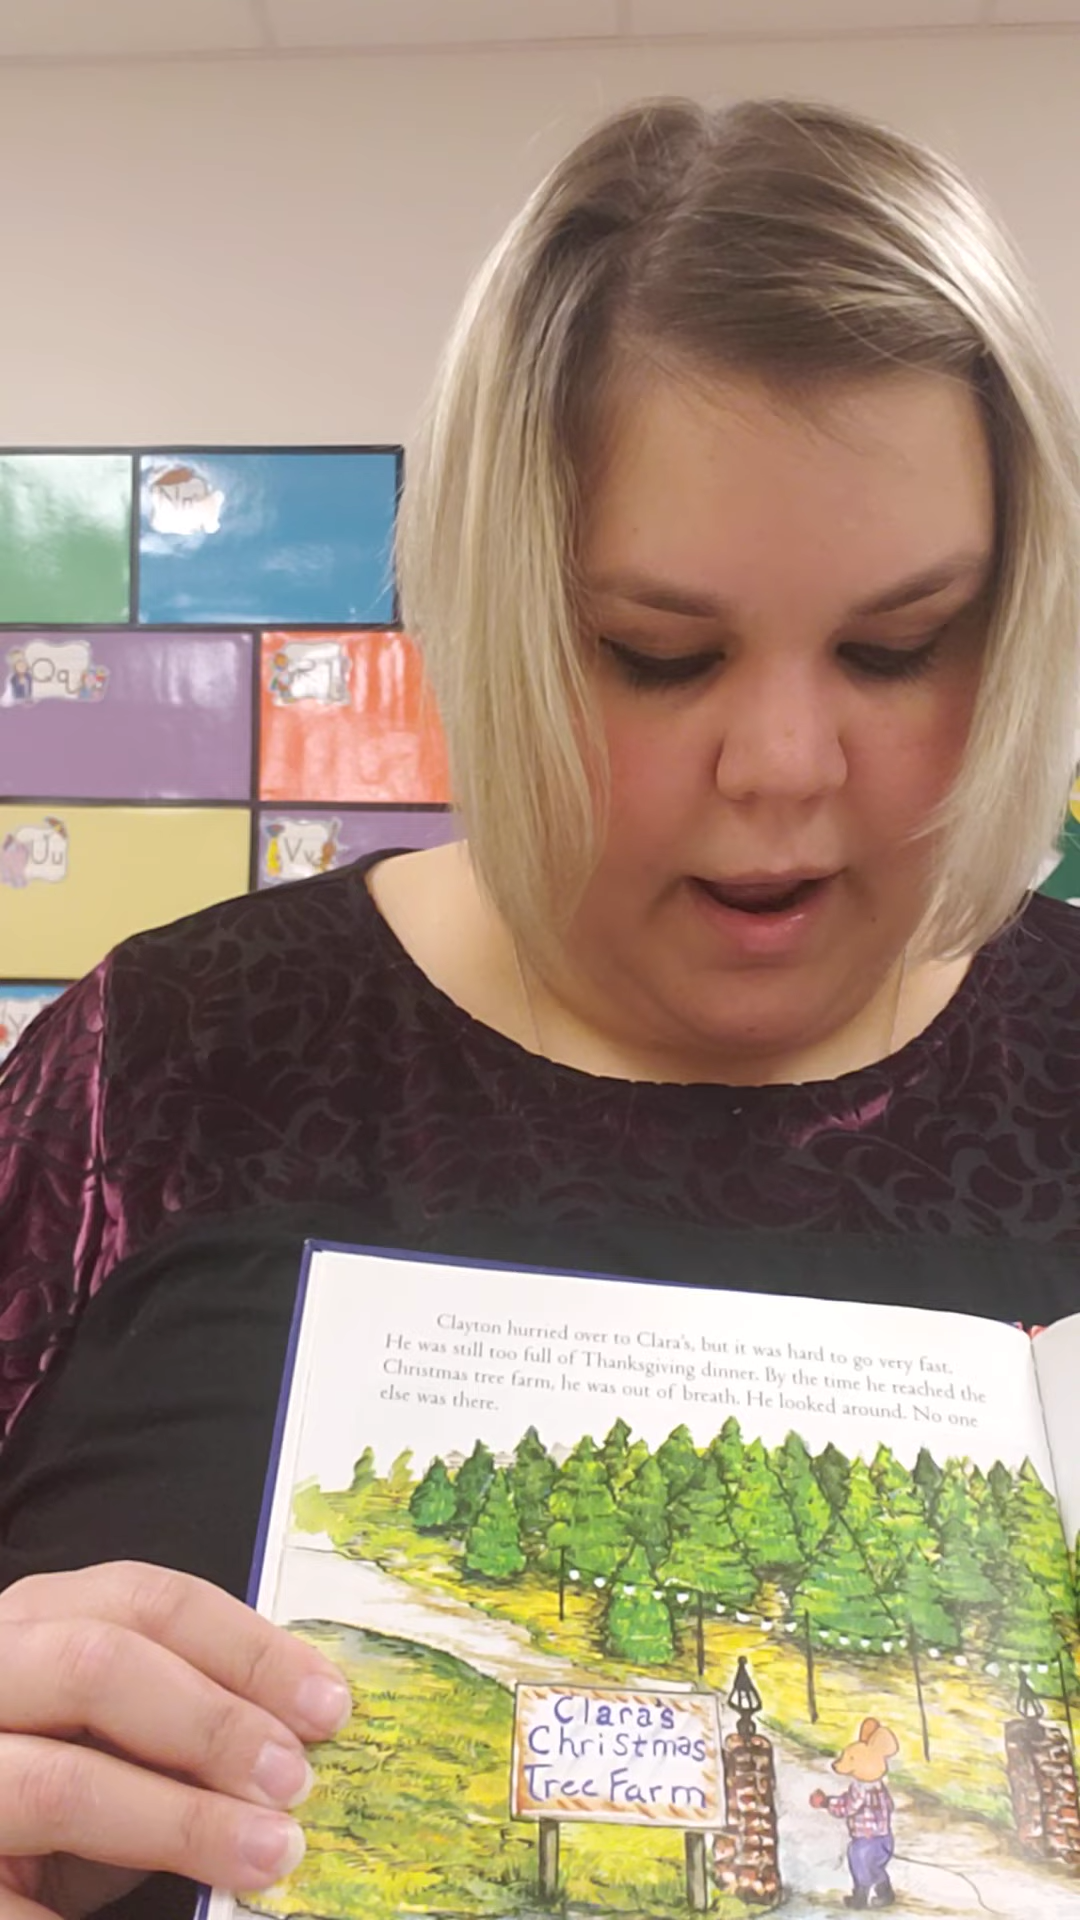 Nn
Qq
Uu
Vv
Clayton hurried over to Clara's, but it was hard to go very fast.
He was still too full of Thanksgiving dinner. By the time he reached the
Christmas tree farm, he was out of breath. He looked around. No one
else was there.
Clara's
Christmas
Tree Farm